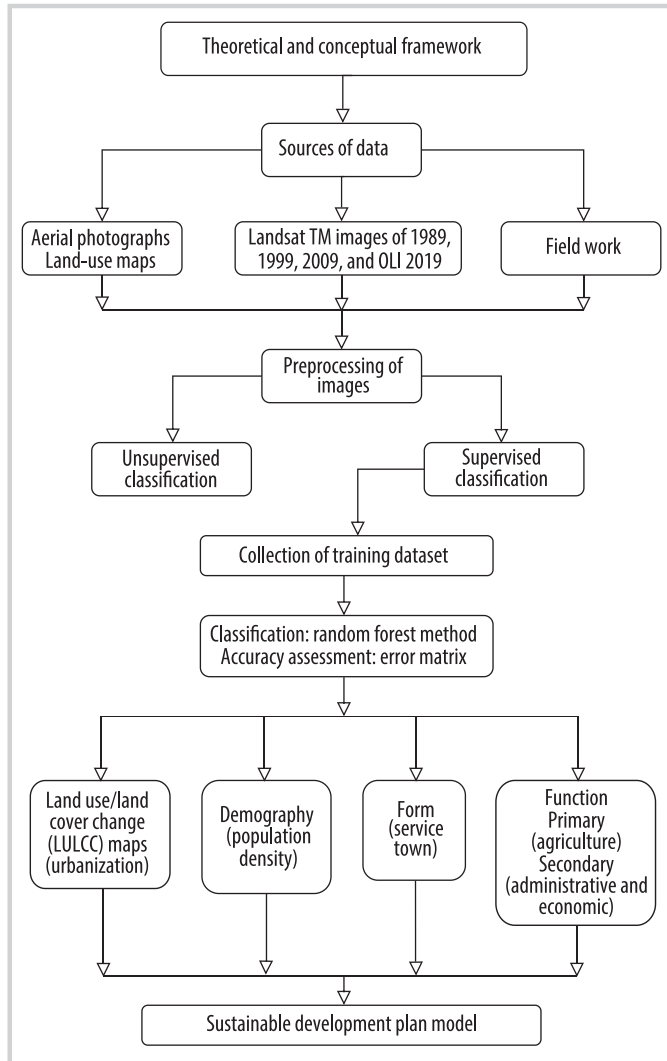 Theoretical and conceptual framework
Sources of data
Aerial photographs
Land-use maps
Landsat TM images of 1989,
1999, 2009, and OLI 2019
Field work
Preprocessing of
images
Unsupervised
classification
Supervised
classification
Collection of training dataset
Classification: random forest method
Accuracy assessment: error matrix
Land use/land
cover change
(LULCC) maps
(urbanization)
Demography
(population
density)
Form
(service
town)
Function
Primary
(agriculture)
Secondary
(administrative and
economic)
Sustainable development plan model